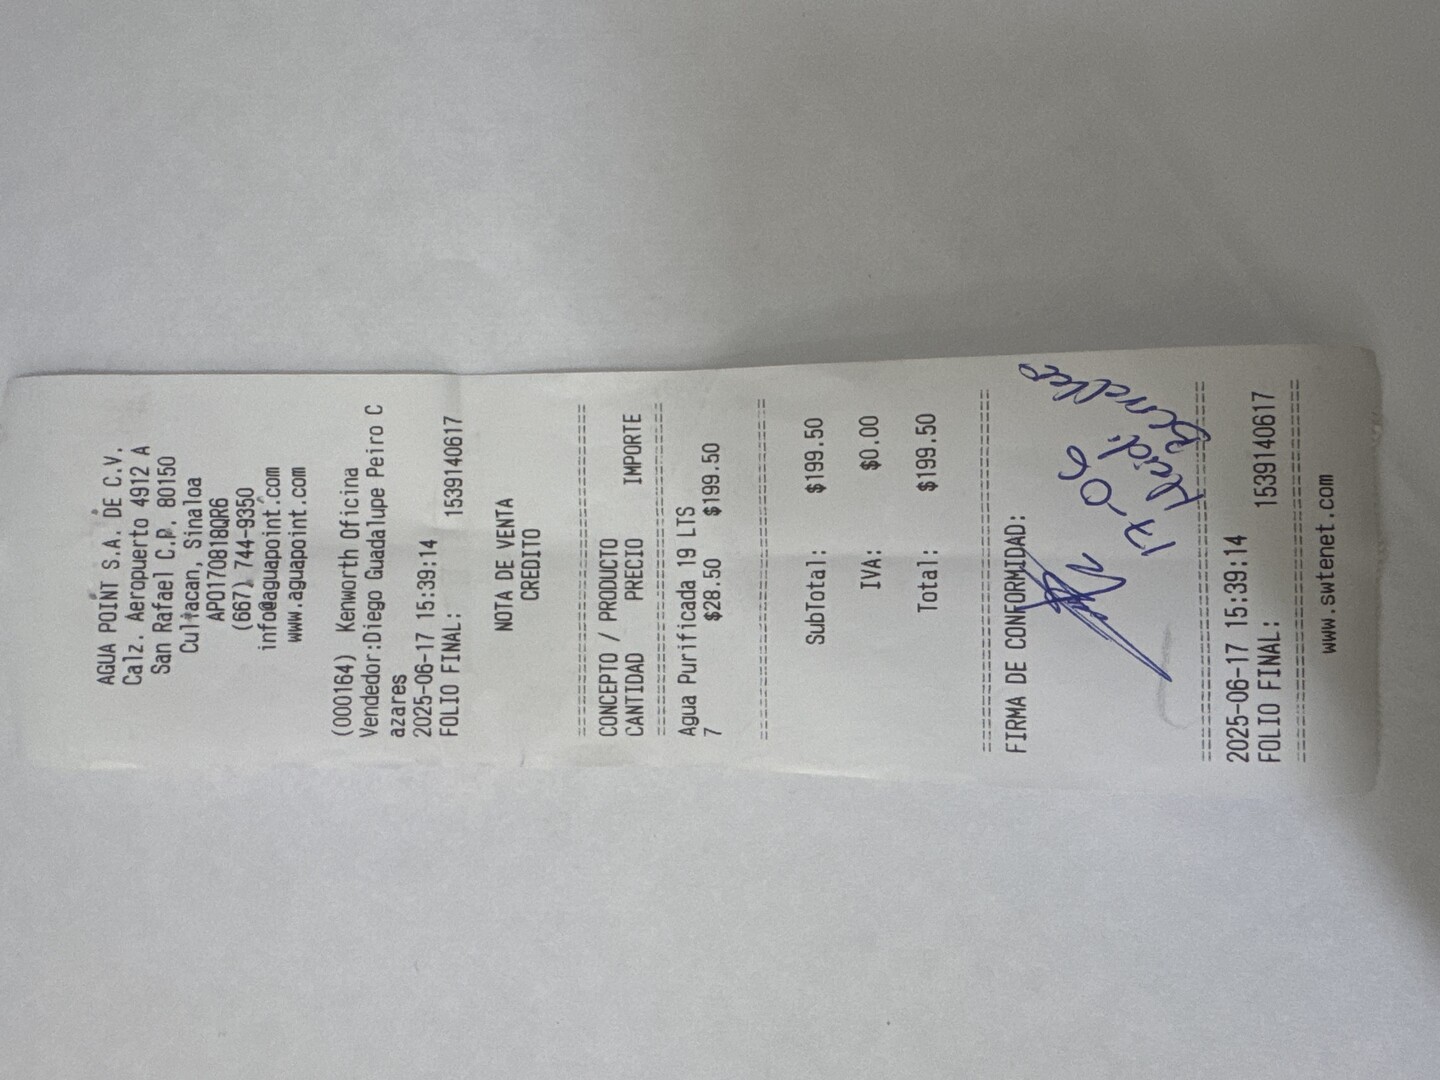 AGUA POINT S.A. DE C.V.
Calz. Aeropuerto 4912 A
San Rafael C.P. 80150
Culiacan, Sinaloa
APO170818QR6
(667) 744-9350
info@aguapoint.com
www.aguapoint.com
(000164) Kenworth Oficina
Vendedor:Diego Guadalupe Peiro C
azares
2025-06-17 15:39:14
FOLIO FINAL: 1539140617
NOTA DE VENTA
CREDITO
================================
CONCEPTO / PRODUCTO
CANTIDAD PRECIO IMPORTE
================================
Agua Purificada 19 LTS
7 $28.50 $199.50
================================
SubTotal: $199.50
IVA: $0.00
Total: $199.50
================================
FIRMA DE CONFORMIDAD:
17-06
================================
2025-06-17 15:39:14
FOLIO FINAL: 1539140617
================================
www.swtenet.com